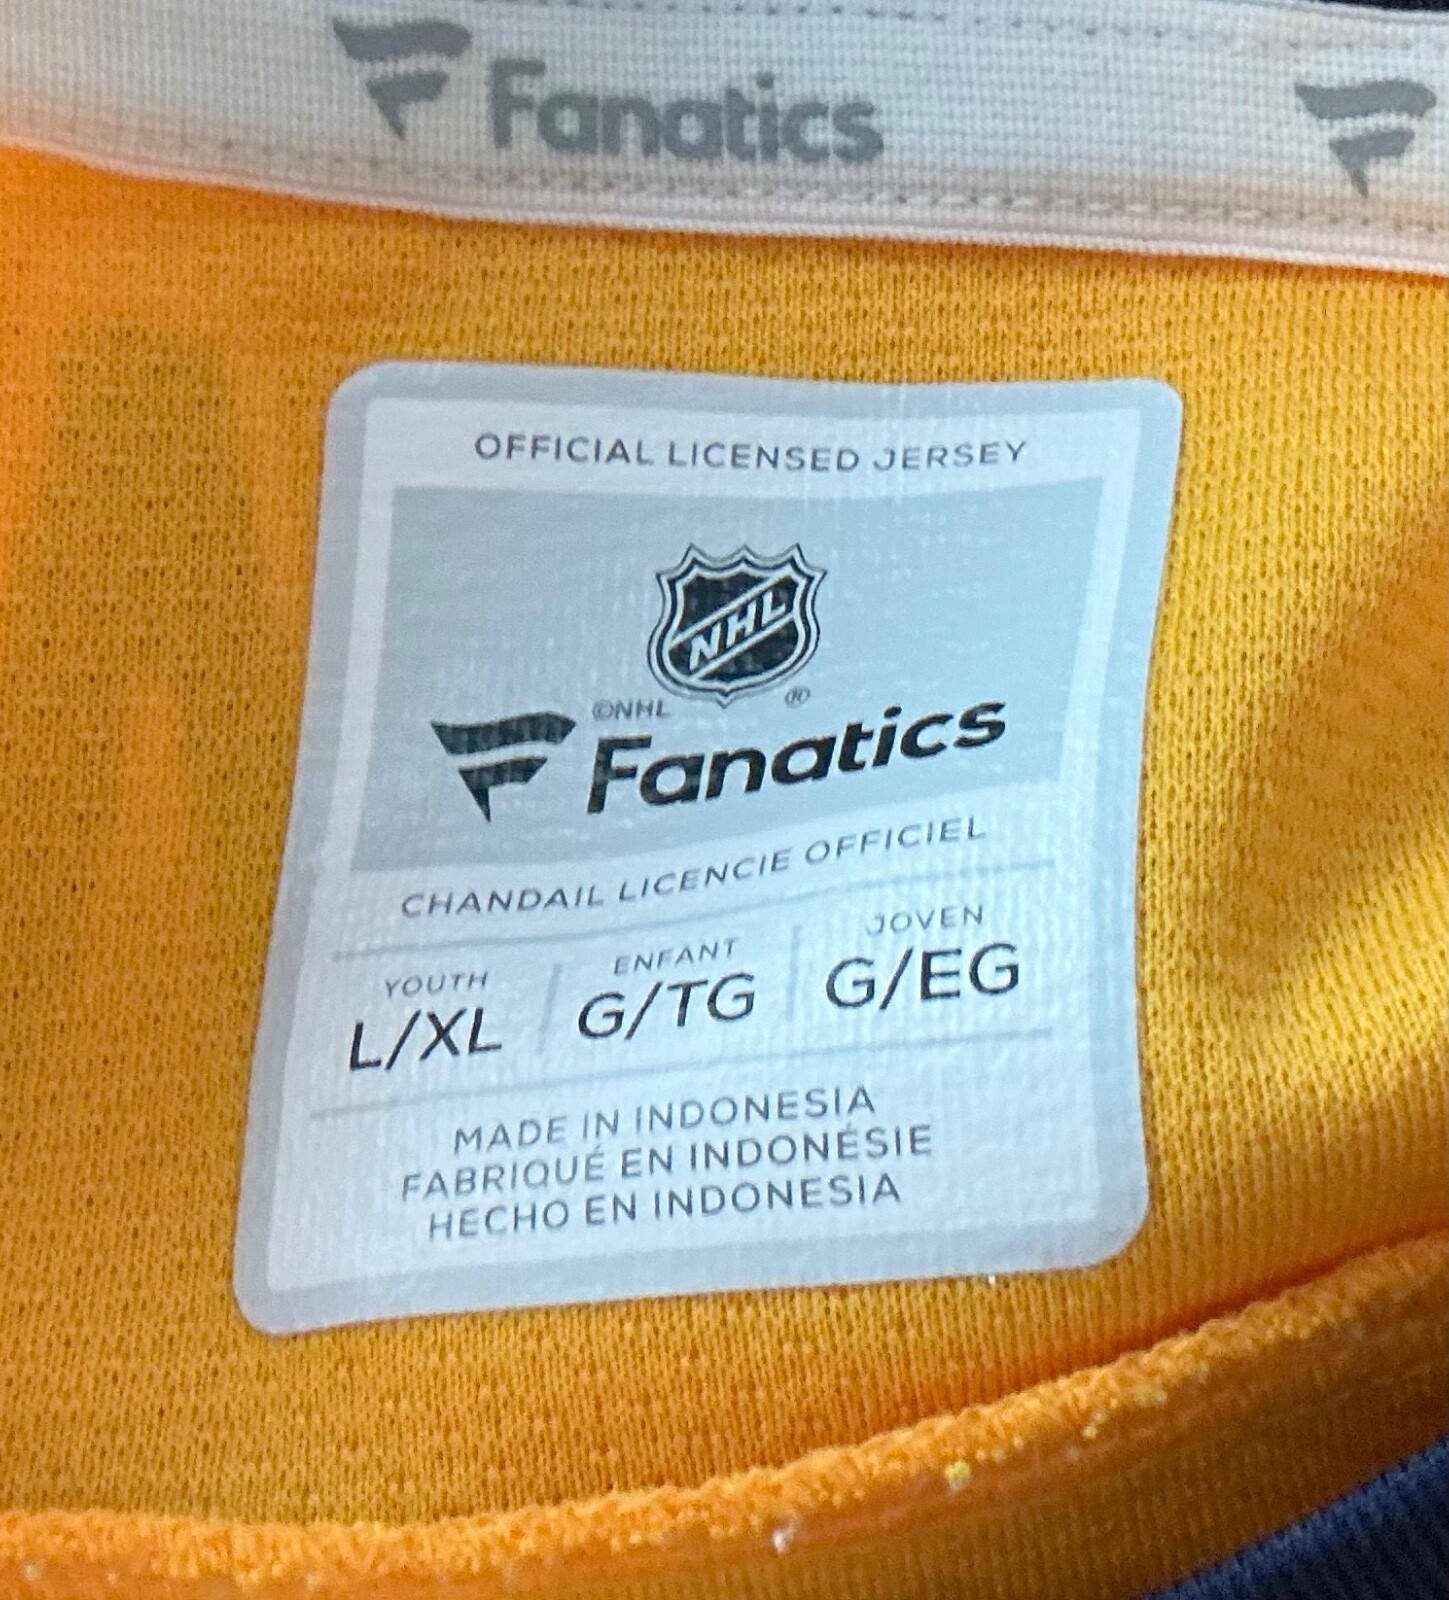 Fanatics
OFFICIAL LICENSED JERSEY
NHL
©NHL ®
Fanatics
CHANDAIL LICENCIE OFFICIEL
YOUTH ENFANT JOVEN
L/XL G/TG G/EG
MADE IN INDONESIA
FABRIQUÉ EN INDONÉSIE
HECHO EN INDONESIA